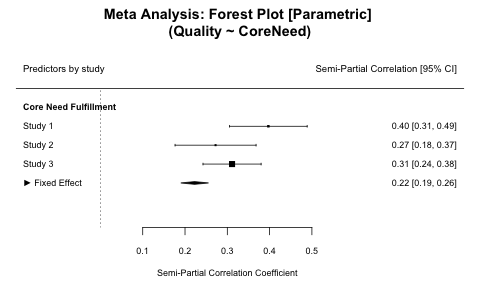 Meta Analysis: Forest Plot [Parametric]
(Quality ~ CoreNeed)
Predictors by study Semi-Partial Correlation [95% CI]
Core Need Fulfillment
Study 1 0.40 [0.31, 0.49]
Study 2 0.27 [0.18, 0.37]
Study 3 0.31 [0.24, 0.38]
► Fixed Effect 0.22 [0.19, 0.26]
0.1 0.2 0.3 0.4 0.5
Semi-Partial Correlation Coefficient